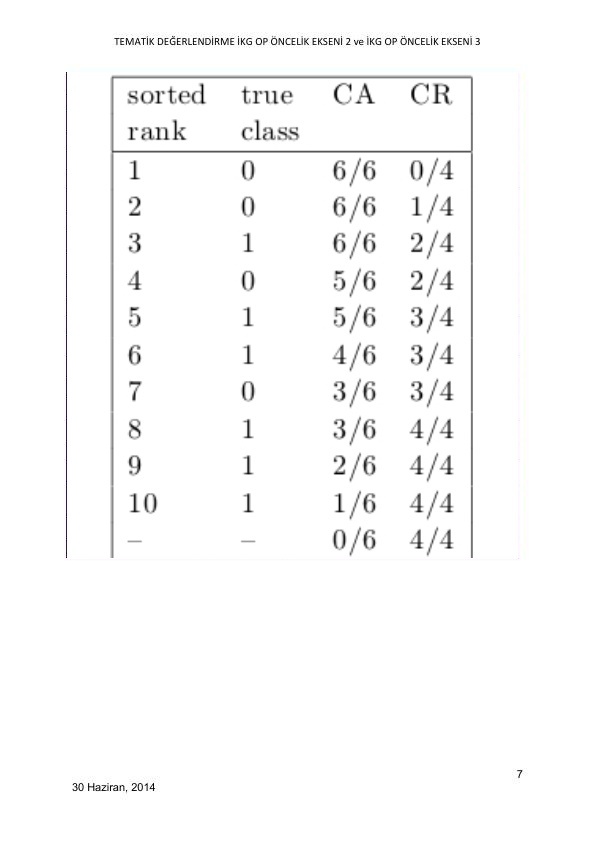 TEMATİK DEĞERLENDİRME İKG OP ÖNCELİK EKSENİ 2 ve İKG OP ÖNCELİK EKSENİ 3
sorted true CA CR
rank class
1 0 6/6 0/4
2 0 6/6 1/4
3 1 6/6 2/4
4 0 5/6 2/4
5 1 5/6 3/4
6 1 4/6 3/4
7 0 3/6 3/4
8 1 3/6 4/4
9 1 2/6 4/4
10 1 1/6 4/4
– – 0/6 4/4
7
30 Haziran, 2014